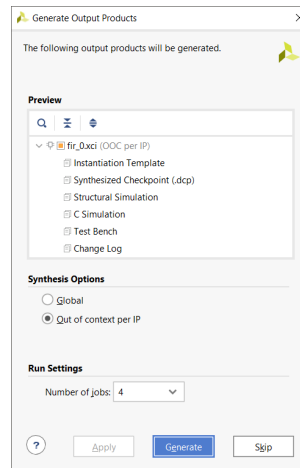 Generate Output Products
The following output products will be generated.
Preview
fir_0.xci (OOC per IP)
Instantiation Template
Synthesized Checkpoint (.dcp)
Structural Simulation
C Simulation
Test Bench
Change Log
Synthesis Options
Global
Out of context per IP
Run Settings
Number of jobs: 4
?
Apply
Generate
Skip